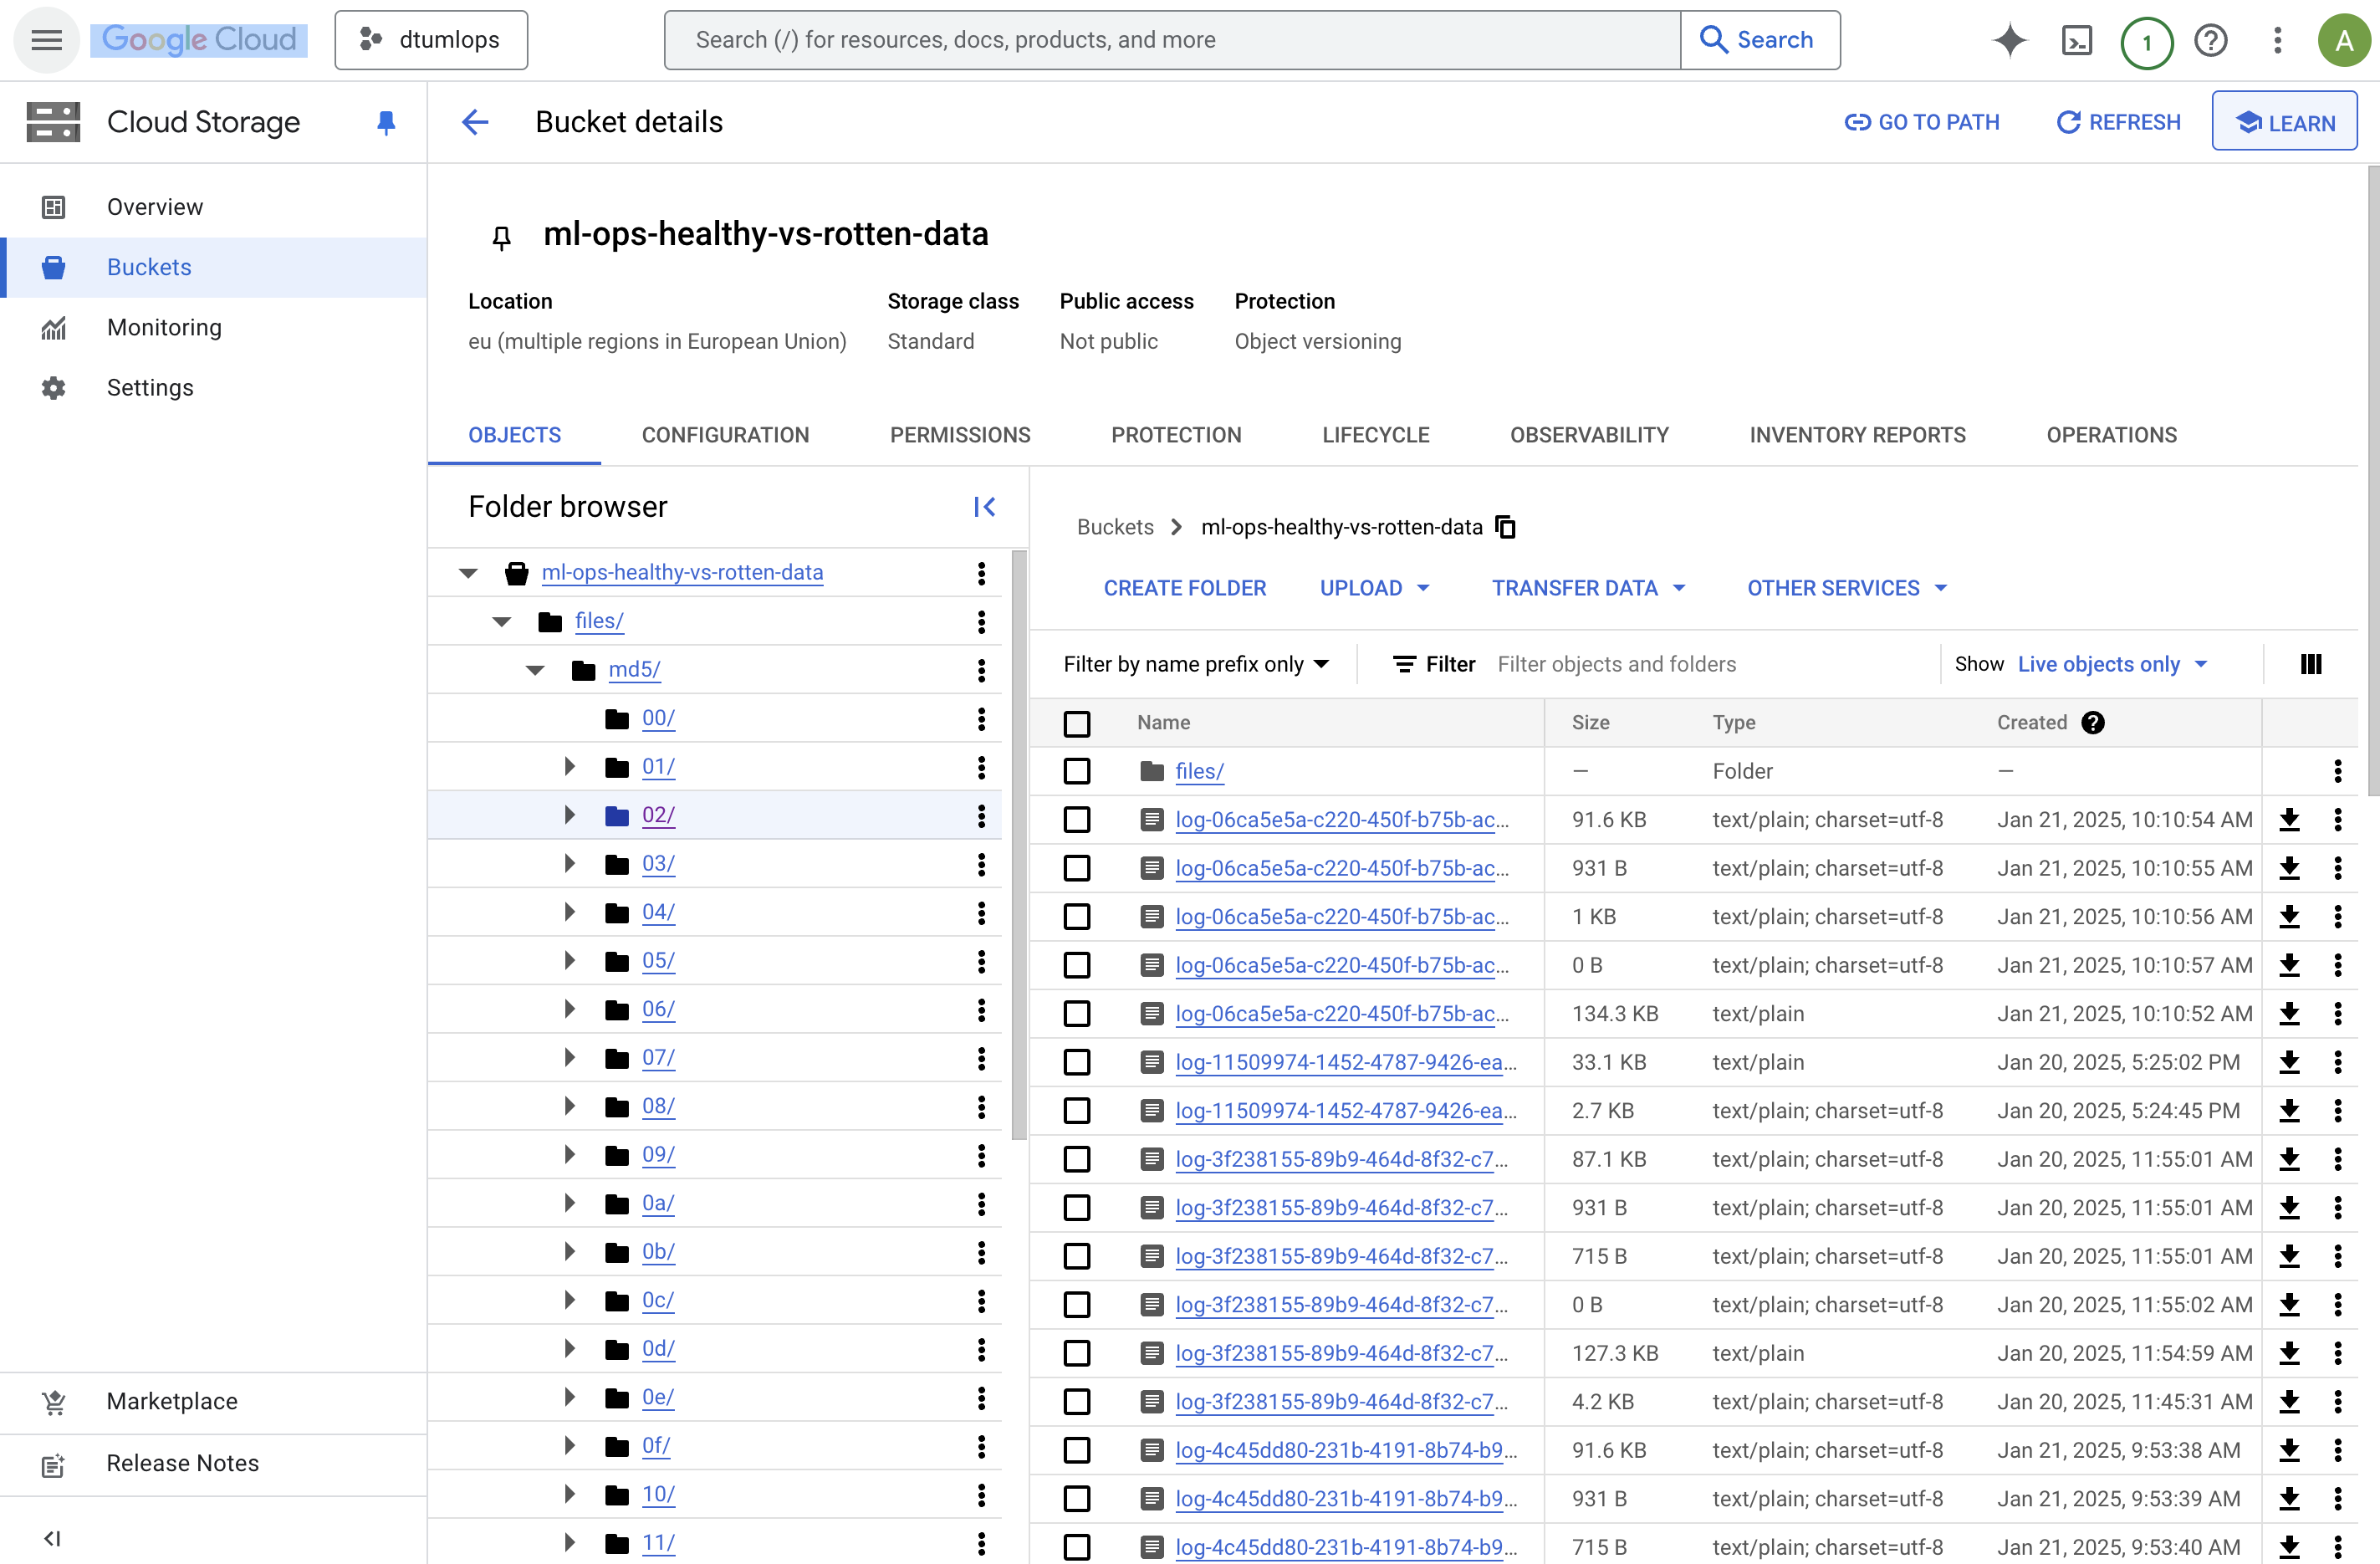 Google Cloud
dtumlops
Search (/) for resources, docs, products, and more
Search
1
A
Cloud Storage
Bucket details
GO TO PATH
REFRESH
LEARN
Overview
Buckets
Monitoring
Settings
Marketplace
Release Notes
ml-ops-healthy-vs-rotten-data
Location Storage class Public access Protection
eu (multiple regions in European Union) Standard Not public Object versioning
OBJECTS CONFIGURATION PERMISSIONS PROTECTION LIFECYCLE OBSERVABILITY INVENTORY REPORTS OPERATIONS
Folder browser
ml-ops-healthy-vs-rotten-data
files/
md5/
00/
01/
02/
03/
04/
05/
06/
07/
08/
09/
0a/
0b/
0c/
0d/
0e/
0f/
10/
11/
Buckets ml-ops-healthy-vs-rotten-data
CREATE FOLDER UPLOAD TRANSFER DATA OTHER SERVICES
Filter by name prefix only Filter Filter objects and folders Show Live objects only
Name Size Type Created ?
files/ — Folder —
log-06ca5e5a-c220-450f-b75b-ac... 91.6 KB text/plain; charset=utf-8 Jan 21, 2025, 10:10:54 AM
log-06ca5e5a-c220-450f-b75b-ac... 931 B text/plain; charset=utf-8 Jan 21, 2025, 10:10:55 AM
log-06ca5e5a-c220-450f-b75b-ac... 1 KB text/plain; charset=utf-8 Jan 21, 2025, 10:10:56 AM
log-06ca5e5a-c220-450f-b75b-ac... 0 B text/plain; charset=utf-8 Jan 21, 2025, 10:10:57 AM
log-06ca5e5a-c220-450f-b75b-ac... 134.3 KB text/plain Jan 21, 2025, 10:10:52 AM
log-11509974-1452-4787-9426-ea... 33.1 KB text/plain Jan 20, 2025, 5:25:02 PM
log-11509974-1452-4787-9426-ea... 2.7 KB text/plain; charset=utf-8 Jan 20, 2025, 5:24:45 PM
log-3f238155-89b9-464d-8f32-c7... 87.1 KB text/plain; charset=utf-8 Jan 20, 2025, 11:55:01 AM
log-3f238155-89b9-464d-8f32-c7... 931 B text/plain; charset=utf-8 Jan 20, 2025, 11:55:01 AM
log-3f238155-89b9-464d-8f32-c7... 715 B text/plain; charset=utf-8 Jan 20, 2025, 11:55:01 AM
log-3f238155-89b9-464d-8f32-c7... 0 B text/plain; charset=utf-8 Jan 20, 2025, 11:55:02 AM
log-3f238155-89b9-464d-8f32-c7... 127.3 KB text/plain Jan 20, 2025, 11:54:59 AM
log-3f238155-89b9-464d-8f32-c7... 4.2 KB text/plain; charset=utf-8 Jan 20, 2025, 11:45:31 AM
log-4c45dd80-231b-4191-8b74-b9... 91.6 KB text/plain; charset=utf-8 Jan 21, 2025, 9:53:38 AM
log-4c45dd80-231b-4191-8b74-b9... 931 B text/plain; charset=utf-8 Jan 21, 2025, 9:53:39 AM
log-4c45dd80-231b-4191-8b74-b9... 715 B text/plain; charset=utf-8 Jan 21, 2025, 9:53:40 AM